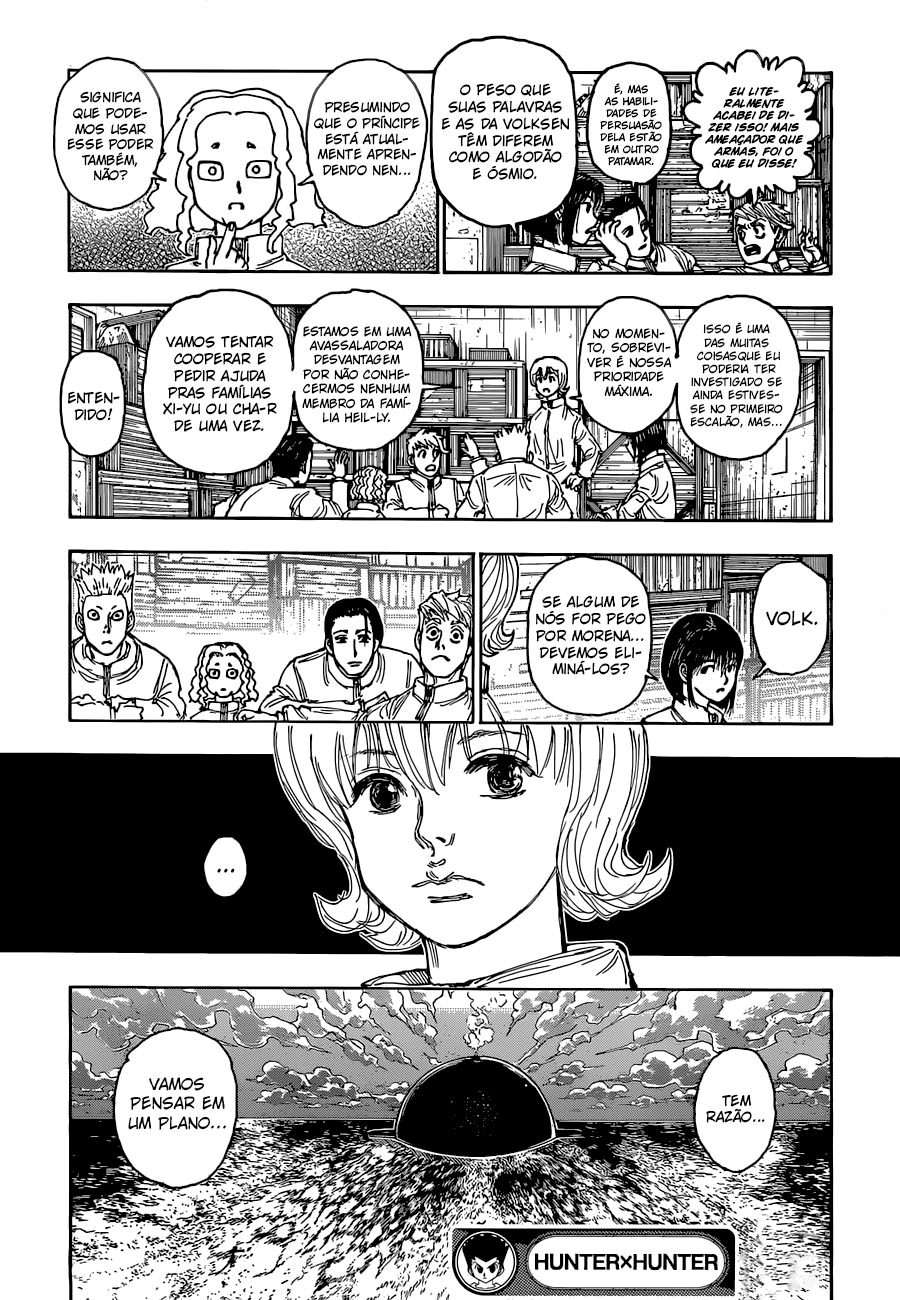 EU LITE-
RALMENTE
ACABEI DE DI-
ZER ISSO! MAIS
AMEAÇADOR QUE
ARMAS, FOI O
QUE EU DISSE!
É, MAS
AS HABILI-
DADES DE
PERSUASÃO
DELA ESTÃO
EM OUTRO
PATAMAR.
O PESO QUE
SUAS PALAVRAS
E AS DA VOLKSEN
TÊM DIFEREM
COMO ALGODÃO
E ÓSMIO.
PRESUMINDO
QUE O PRÍNCIPE
ESTÁ ATUAL-
MENTE APREN-
DENDO NEN...
SIGNIFICA
QUE PODE-
MOS USAR
ESSE PODER
TAMBÉM,
NÃO?
ISSO É UMA
DAS MUITAS
COISASQUE EU
PODERIA TER
INVESTIGADO SE
AINDA ESTIVES-
SE NO PRIMEIRO
ESCALÃO, MAS...
NO MOMEN-
TO, SOBREVI-
VER É NOSSA
PRIORIDADE
MÁXIMA.
ESTAMOS EM UMA
AVASSALADORA
DESVANTAGEM
POR NÃO CONHE-
CERMOS NENHUM
MEMBRO DA FAMÍ-
LIA HEIL-LY.
VAMOS TENTAR
COOPERAR E
PEDIR AJUDA
PRAS FAMÍLIAS
XI-YU OU CHA-R
DE UMA VEZ.
ENTEN-
DIDO!
VOLK.
SE ALGUM DE
NÓS FOR PEGO
POR MORENA...
DEVEMOS ELI-
MINÁ-LOS?
...
TEM
RAZÃO...
VAMOS
PENSAR EM
UM PLANO...
HUNTER×HUNTER